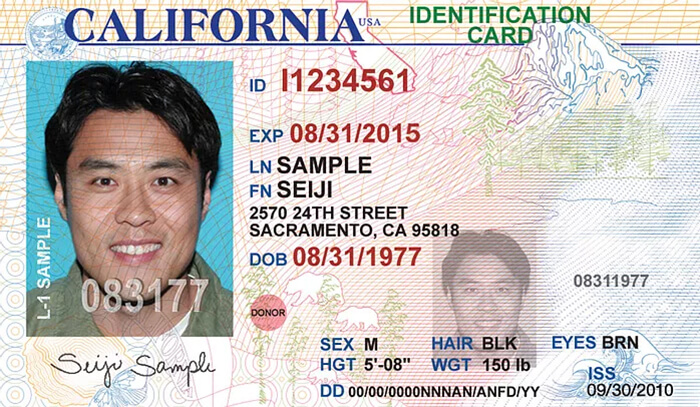 CALIFORNIA USA
IDENTIFICATION CARD
ID I1234561
EXP 08/31/2015
LN SAMPLE
FN SEIJI
2570 24TH STREET
SACRAMENTO, CA 95818
DOB 08/31/1977
L-1 SAMPLE
083177
08311977
DONOR
SEX M HAIR BLK EYES BRN
HGT 5'-08" WGT 150 lb
ISS
DD 00/00/0000NNNAN/ANFD/YY 09/30/2010
Seiji Sample